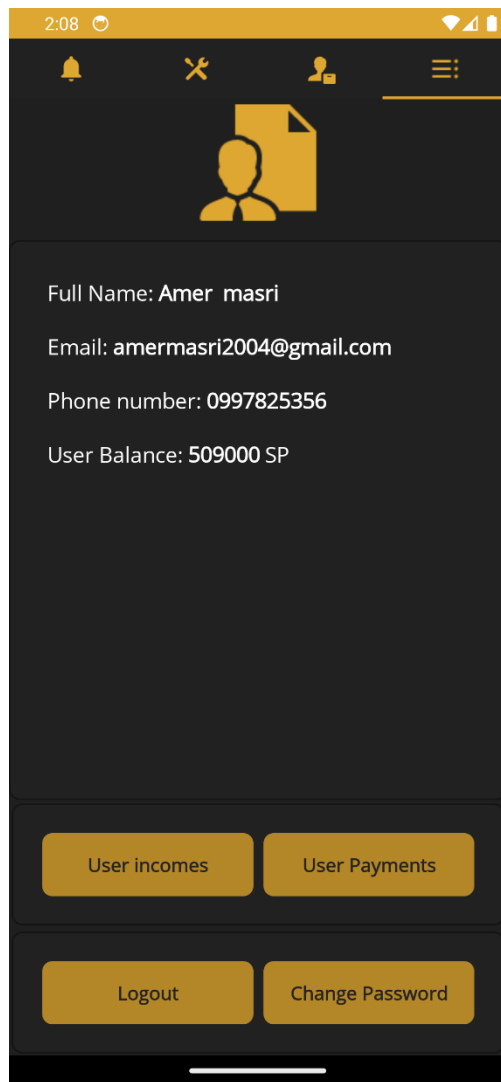 2:08
Full Name: Amer masri
Email: amermasri2004@gmail.com
Phone number: 0997825356
User Balance: 509000 SP
User incomes User Payments
Logout Change Password